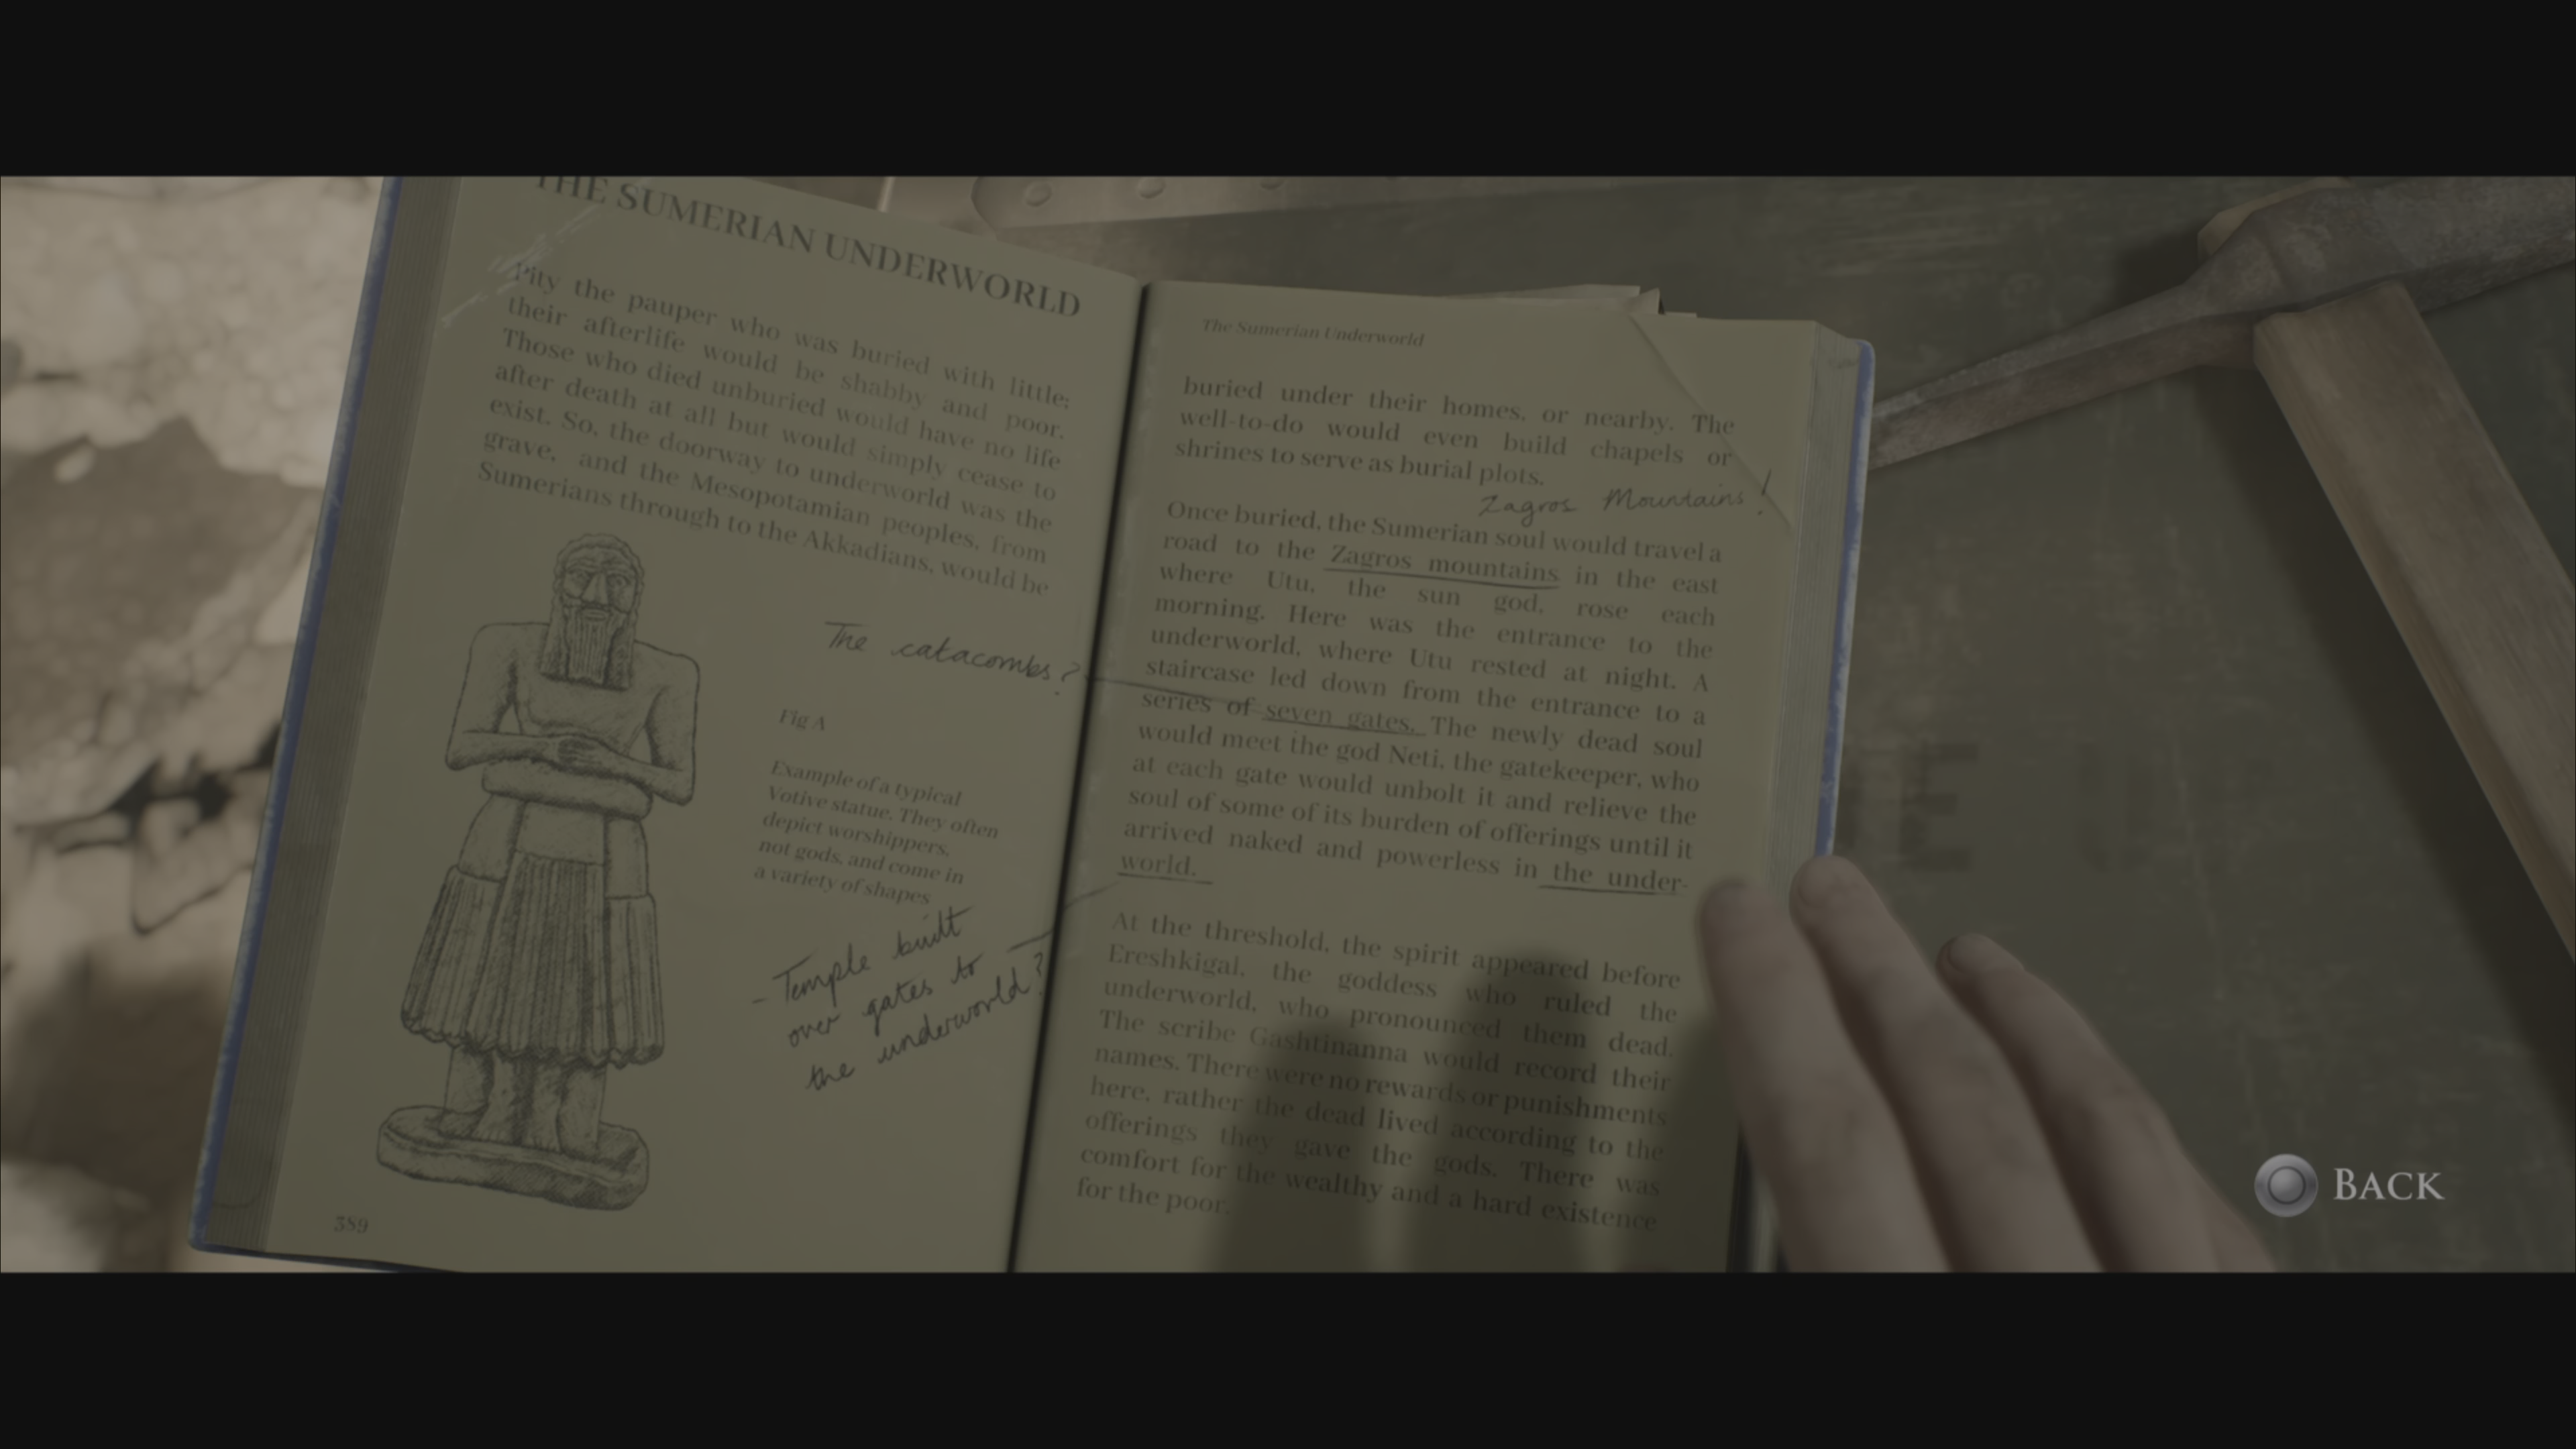 THE SUMERIAN UNDERWORLD
Pity the pauper who was buried with little;
their afterlife would be shabby and poor.
Those who died unburied would have no life
after death at all but would simply cease to
exist. So, the doorway to underworld was the
grave, and the Mesopotamian peoples, from
Sumerians through to the Akkadians, would be
The catacombs?
Fig A
Example of a typical
Votive statue. They often
depict worshippers,
not gods, and come in
a variety of shapes
- Temple built
over gates to
the underworld?
389
The Sumerian Underworld
buried under their homes, or nearby. The
well-to-do would even build chapels or
shrines to serve as burial plots.
Zagros Mountains!
Once buried, the Sumerian soul would travel a
road to the Zagros mountains in the east
where Utu, the sun god, rose each
morning. Here was the entrance to the
underworld, where Utu rested at night. A
staircase led down from the entrance to a
series of seven gates. The newly dead soul
would meet the god Neti, the gatekeeper, who
at each gate would unbolt it and relieve the
soul of some of its burden of offerings until it
arrived naked and powerless in the under-
world.
At the threshold, the spirit appeared before
Ereshkigal, the goddess who ruled the
underworld, who pronounced them dead.
The scribe Gashtinanna would record their
names. There were no rewards or punishments
here, rather the dead lived according to the
offerings they gave the gods. There was
comfort for the wealthy and a hard existence
for the poor.
BACK